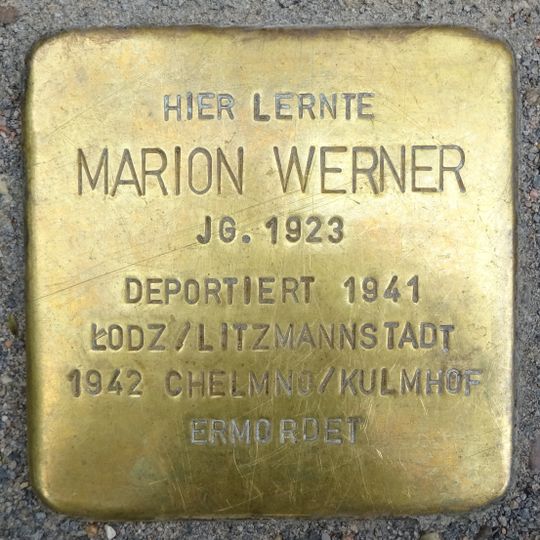 HIER LERNTE
MARION WERNER
JG. 1923
DEPORTIERT 1941
ŁODZ/LITZMANNSTADT
1942 CHELMNO/KULMHOF
ERMORDET